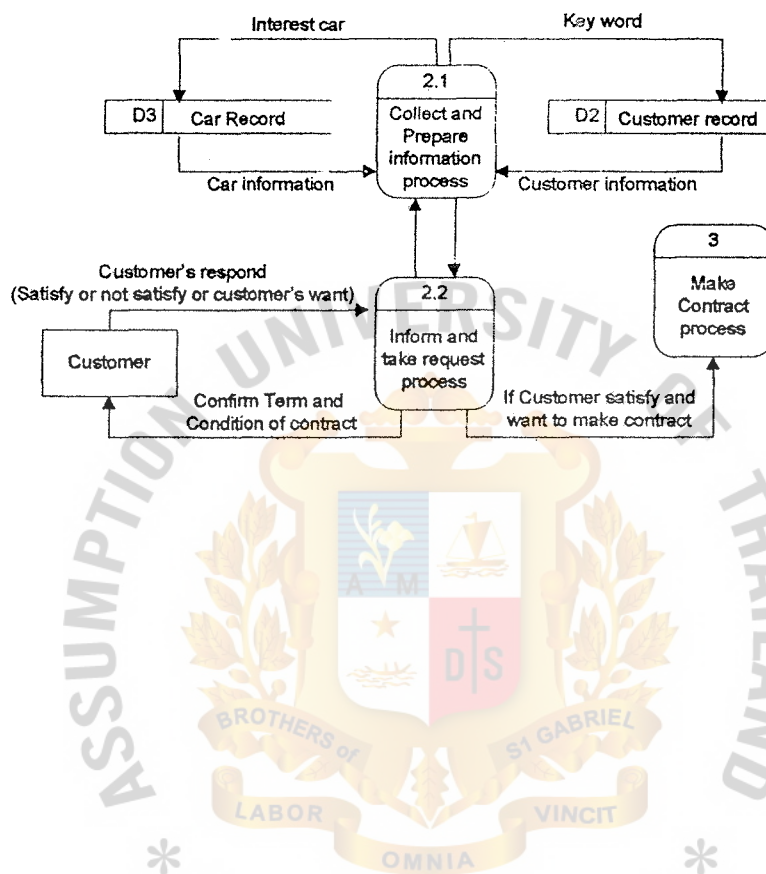 Interest car
Key word
2.1
Collect and
Prepare
information
process
D3
Car Record
D2
Customer record
Car information
Customer information
3
Make
Contract
process
Customer's respond
(Satisfy or not satisfy or customer's want)
2.2
Inform and
take request
process
Customer
Confirm Term and
Condition of contract
If Customer satisfy and
want to make contract
ASSUMPTION UNIVERSITY OF THAILAND
A M
D S
BROTHERS of
S1 GABRIEL
LABOR
VINCIT
OMNIA